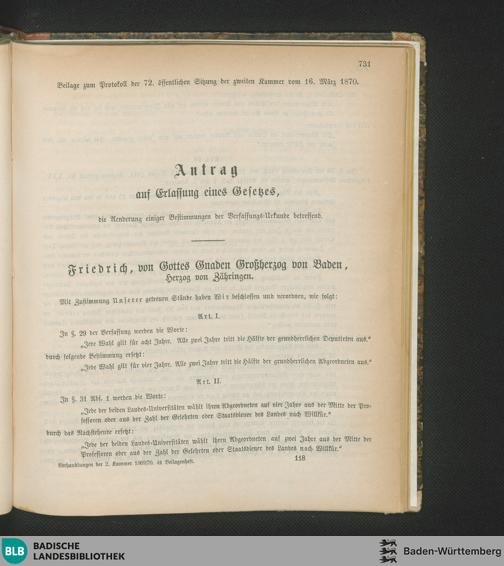 731
Beilage zum Protokoll der 72. öffentlichen Sitzung der zweiten Kammer vom 16. März 1870.
Antrag
auf Erlassung eines Gesetzes,
die Aenderung einiger Bestimmungen der Verfassungs-Urkunde betreffend.
Friedrich, von Gottes Gnaden Großherzog von Baden,
Herzog von Zähringen.
Mit Zustimmung Unserer getreuen Stände haben Wir beschlossen und verordnen, wie folgt:
Art. I.
In §. 29 der Verfassung werden die Worte:
„Jede Wahl gilt für acht Jahre. Alle zwei Jahre tritt die Hälfte der grundherrlichen Deputirten aus.“
durch folgende Bestimmung ersetzt:
„Jede Wahl gilt für vier Jahre. Alle zwei Jahre tritt die Hälfte der grundherrlichen Abgeordneten aus.“
Art. II.
In §. 31 Abs. 1 werden die Worte:
„Jede der beiden Landes-Universitäten wählt ihren Abgeordneten auf vier Jahre aus der Mitte der Pro-
fessoren oder aus der Zahl der Gelehrten oder Staatsdiener des Landes nach Willkür.“
durch das Nachstehende ersetzt:
„Jede der beiden Landes-Universitäten wählt ihren Abgeordneten auf zwei Jahre aus der Mitte der
Professoren oder aus der Zahl der Gelehrten oder Staatsdiener des Landes nach Willkür.“
Verhandlungen der 2. Kammer 1869/70. 4s Beilagenheft.
118
BLB
BADISCHE
LANDESBIBLIOTHEK
Baden-Württemberg